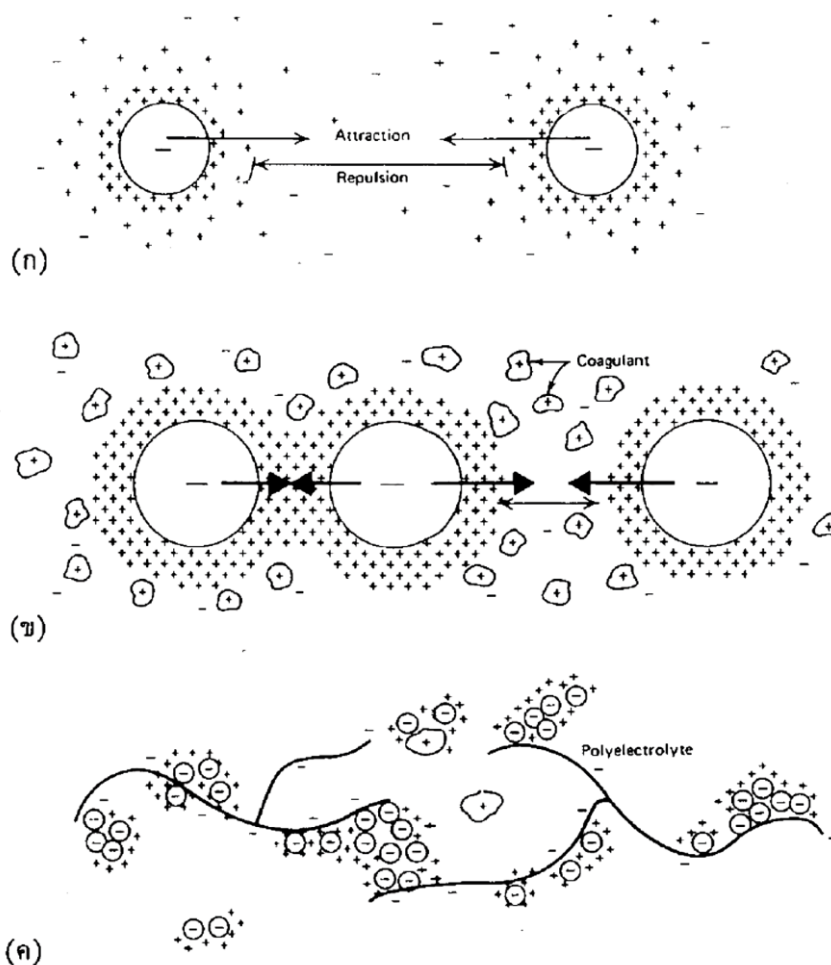 Attraction
Repulsion
(ก)
Coagulant
(ข)
Polyelectrolyte
(ค)